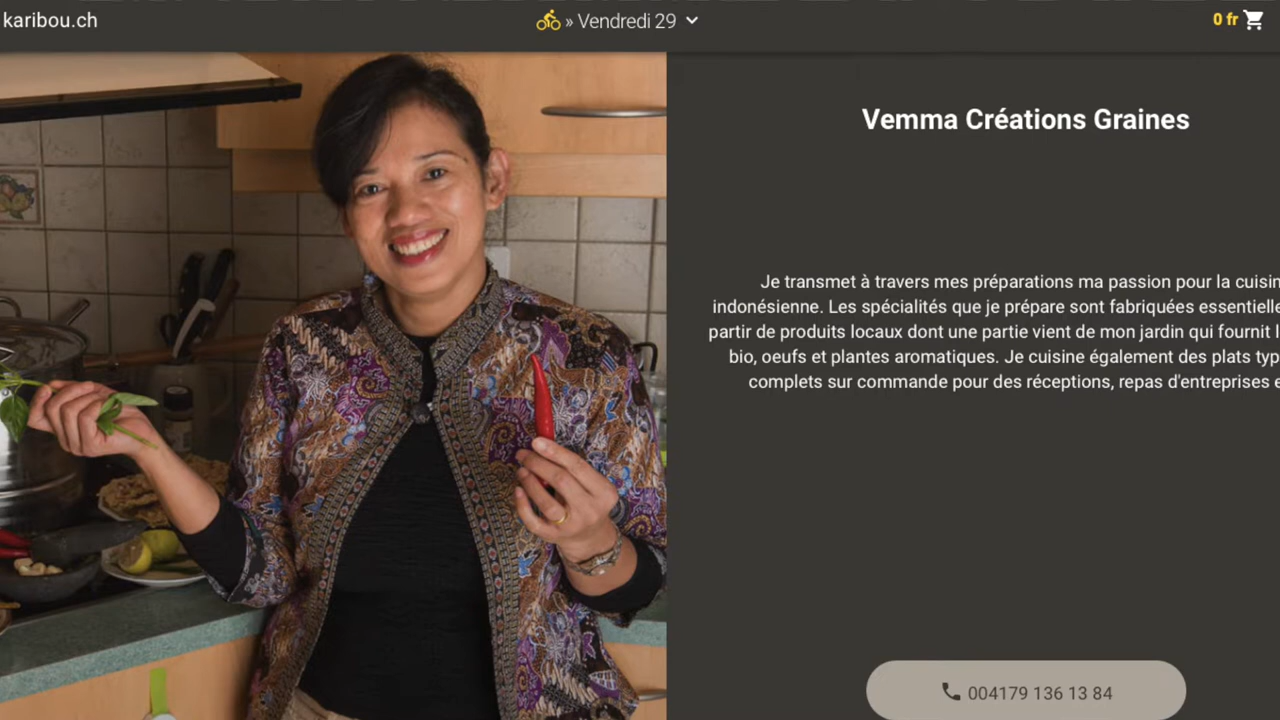 karibou.ch
» Vendredi 29
0 fr
Vemma Créations Graines
Je transmet à travers mes préparations ma passion pour la cuisin
indonésienne. Les spécialités que je prépare sont fabriquées essentielle
partir de produits locaux dont une partie vient de mon jardin qui fournit l
bio, oeufs et plantes aromatiques. Je cuisine également des plats typ
complets sur commande pour des réceptions, repas d'entreprises e
004179 136 13 84